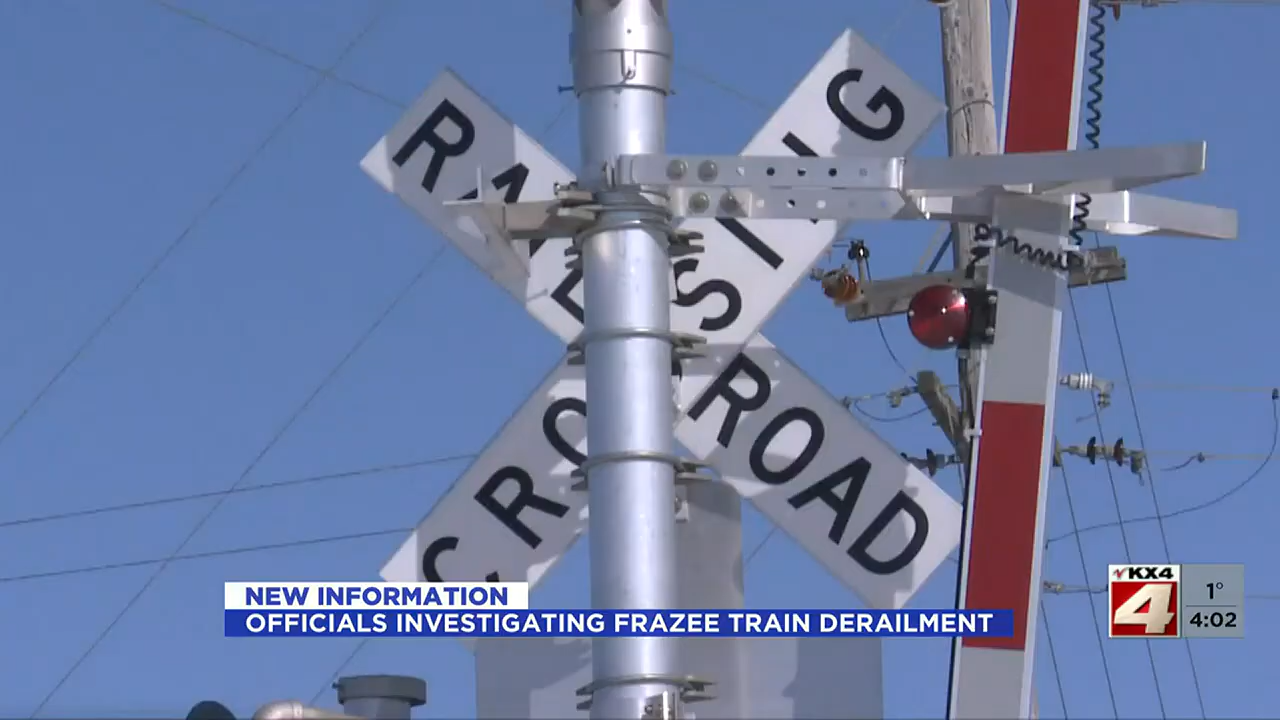 RAILROAD
CROSSING
NEW INFORMATION
OFFICIALS INVESTIGATING FRAZEE TRAIN DERAILMENT
KX4
4
1°
4:02